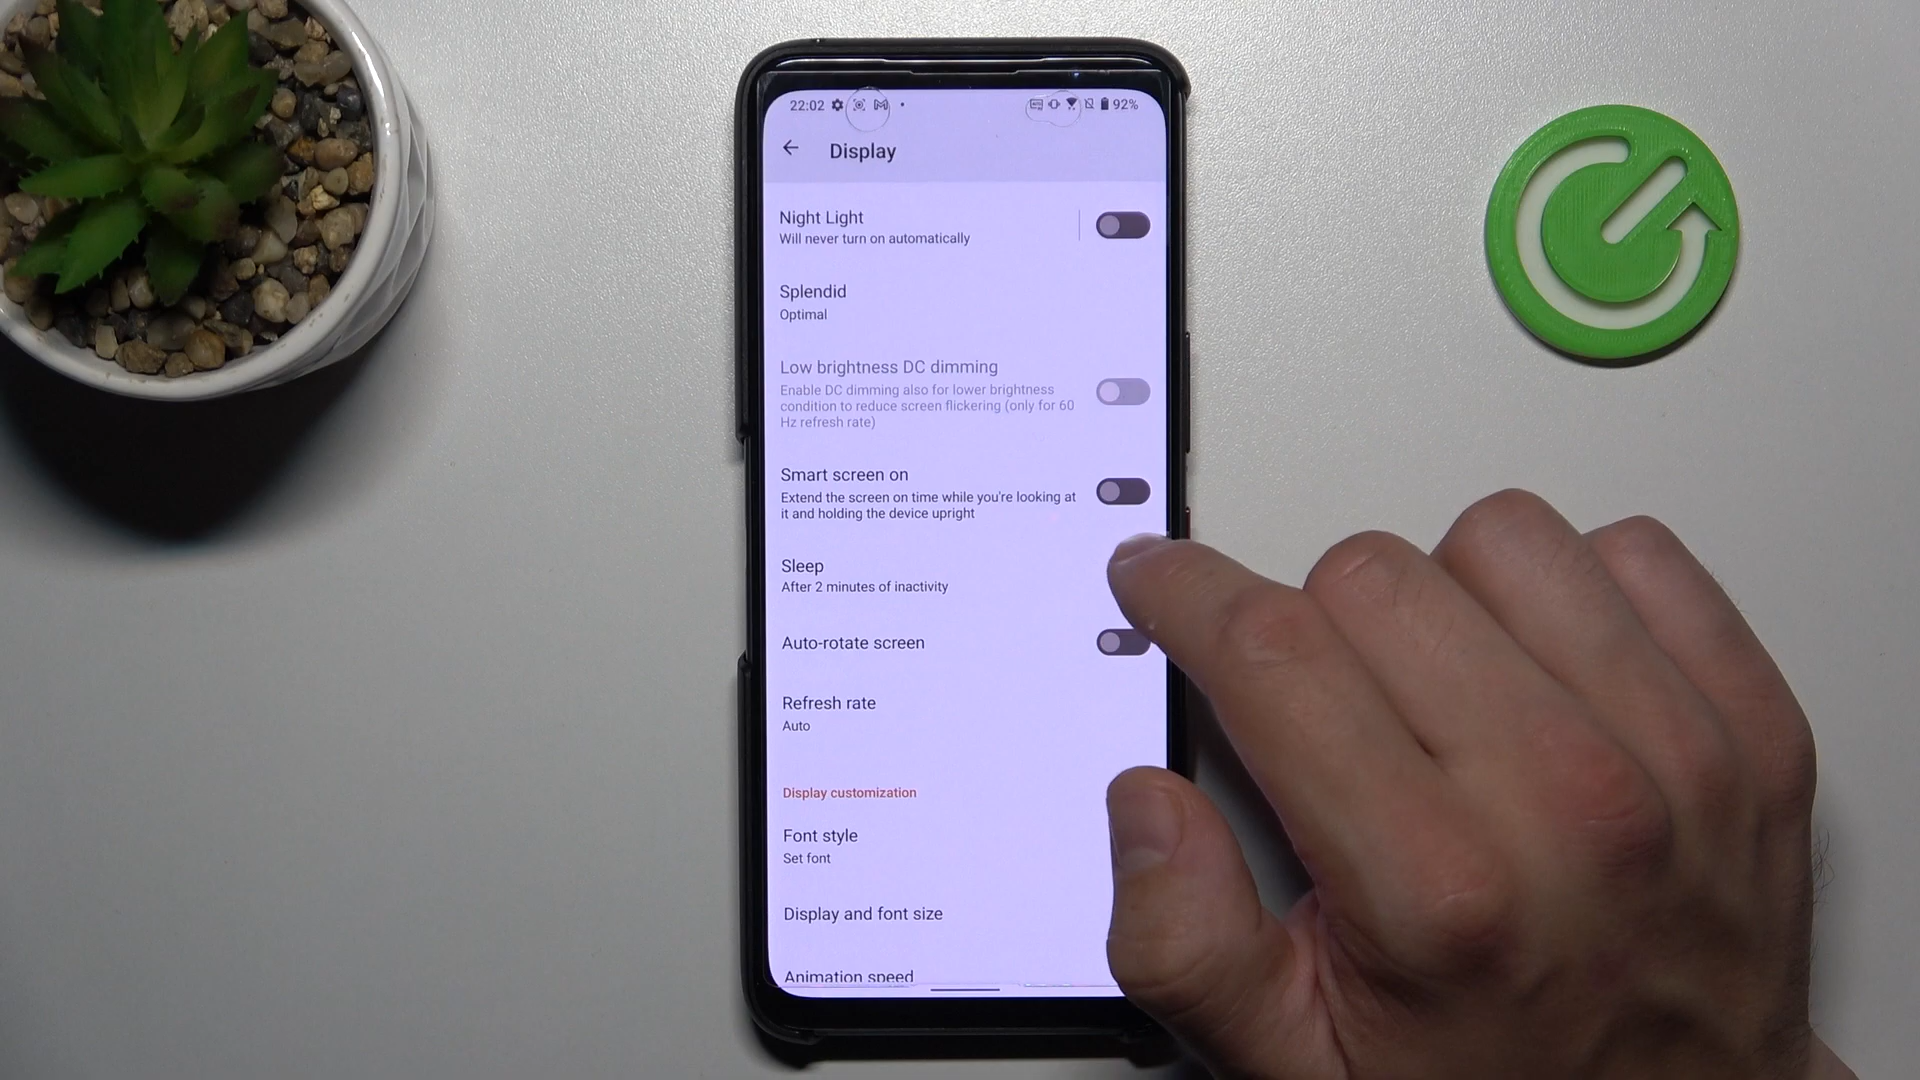 22:02
92%
Display
Night Light
Will never turn on automatically
Splendid
Optimal
Low brightness DC dimming
Enable DC dimming also for lower brightness
condition to reduce screen flickering (only for 60
Hz refresh rate)
Smart screen on
Extend the screen on time while you're looking at
it and holding the device upright
Sleep
After 2 minutes of inactivity
Auto-rotate screen
Refresh rate
Auto
Display customization
Font style
Set font
Display and font size
Animation speed